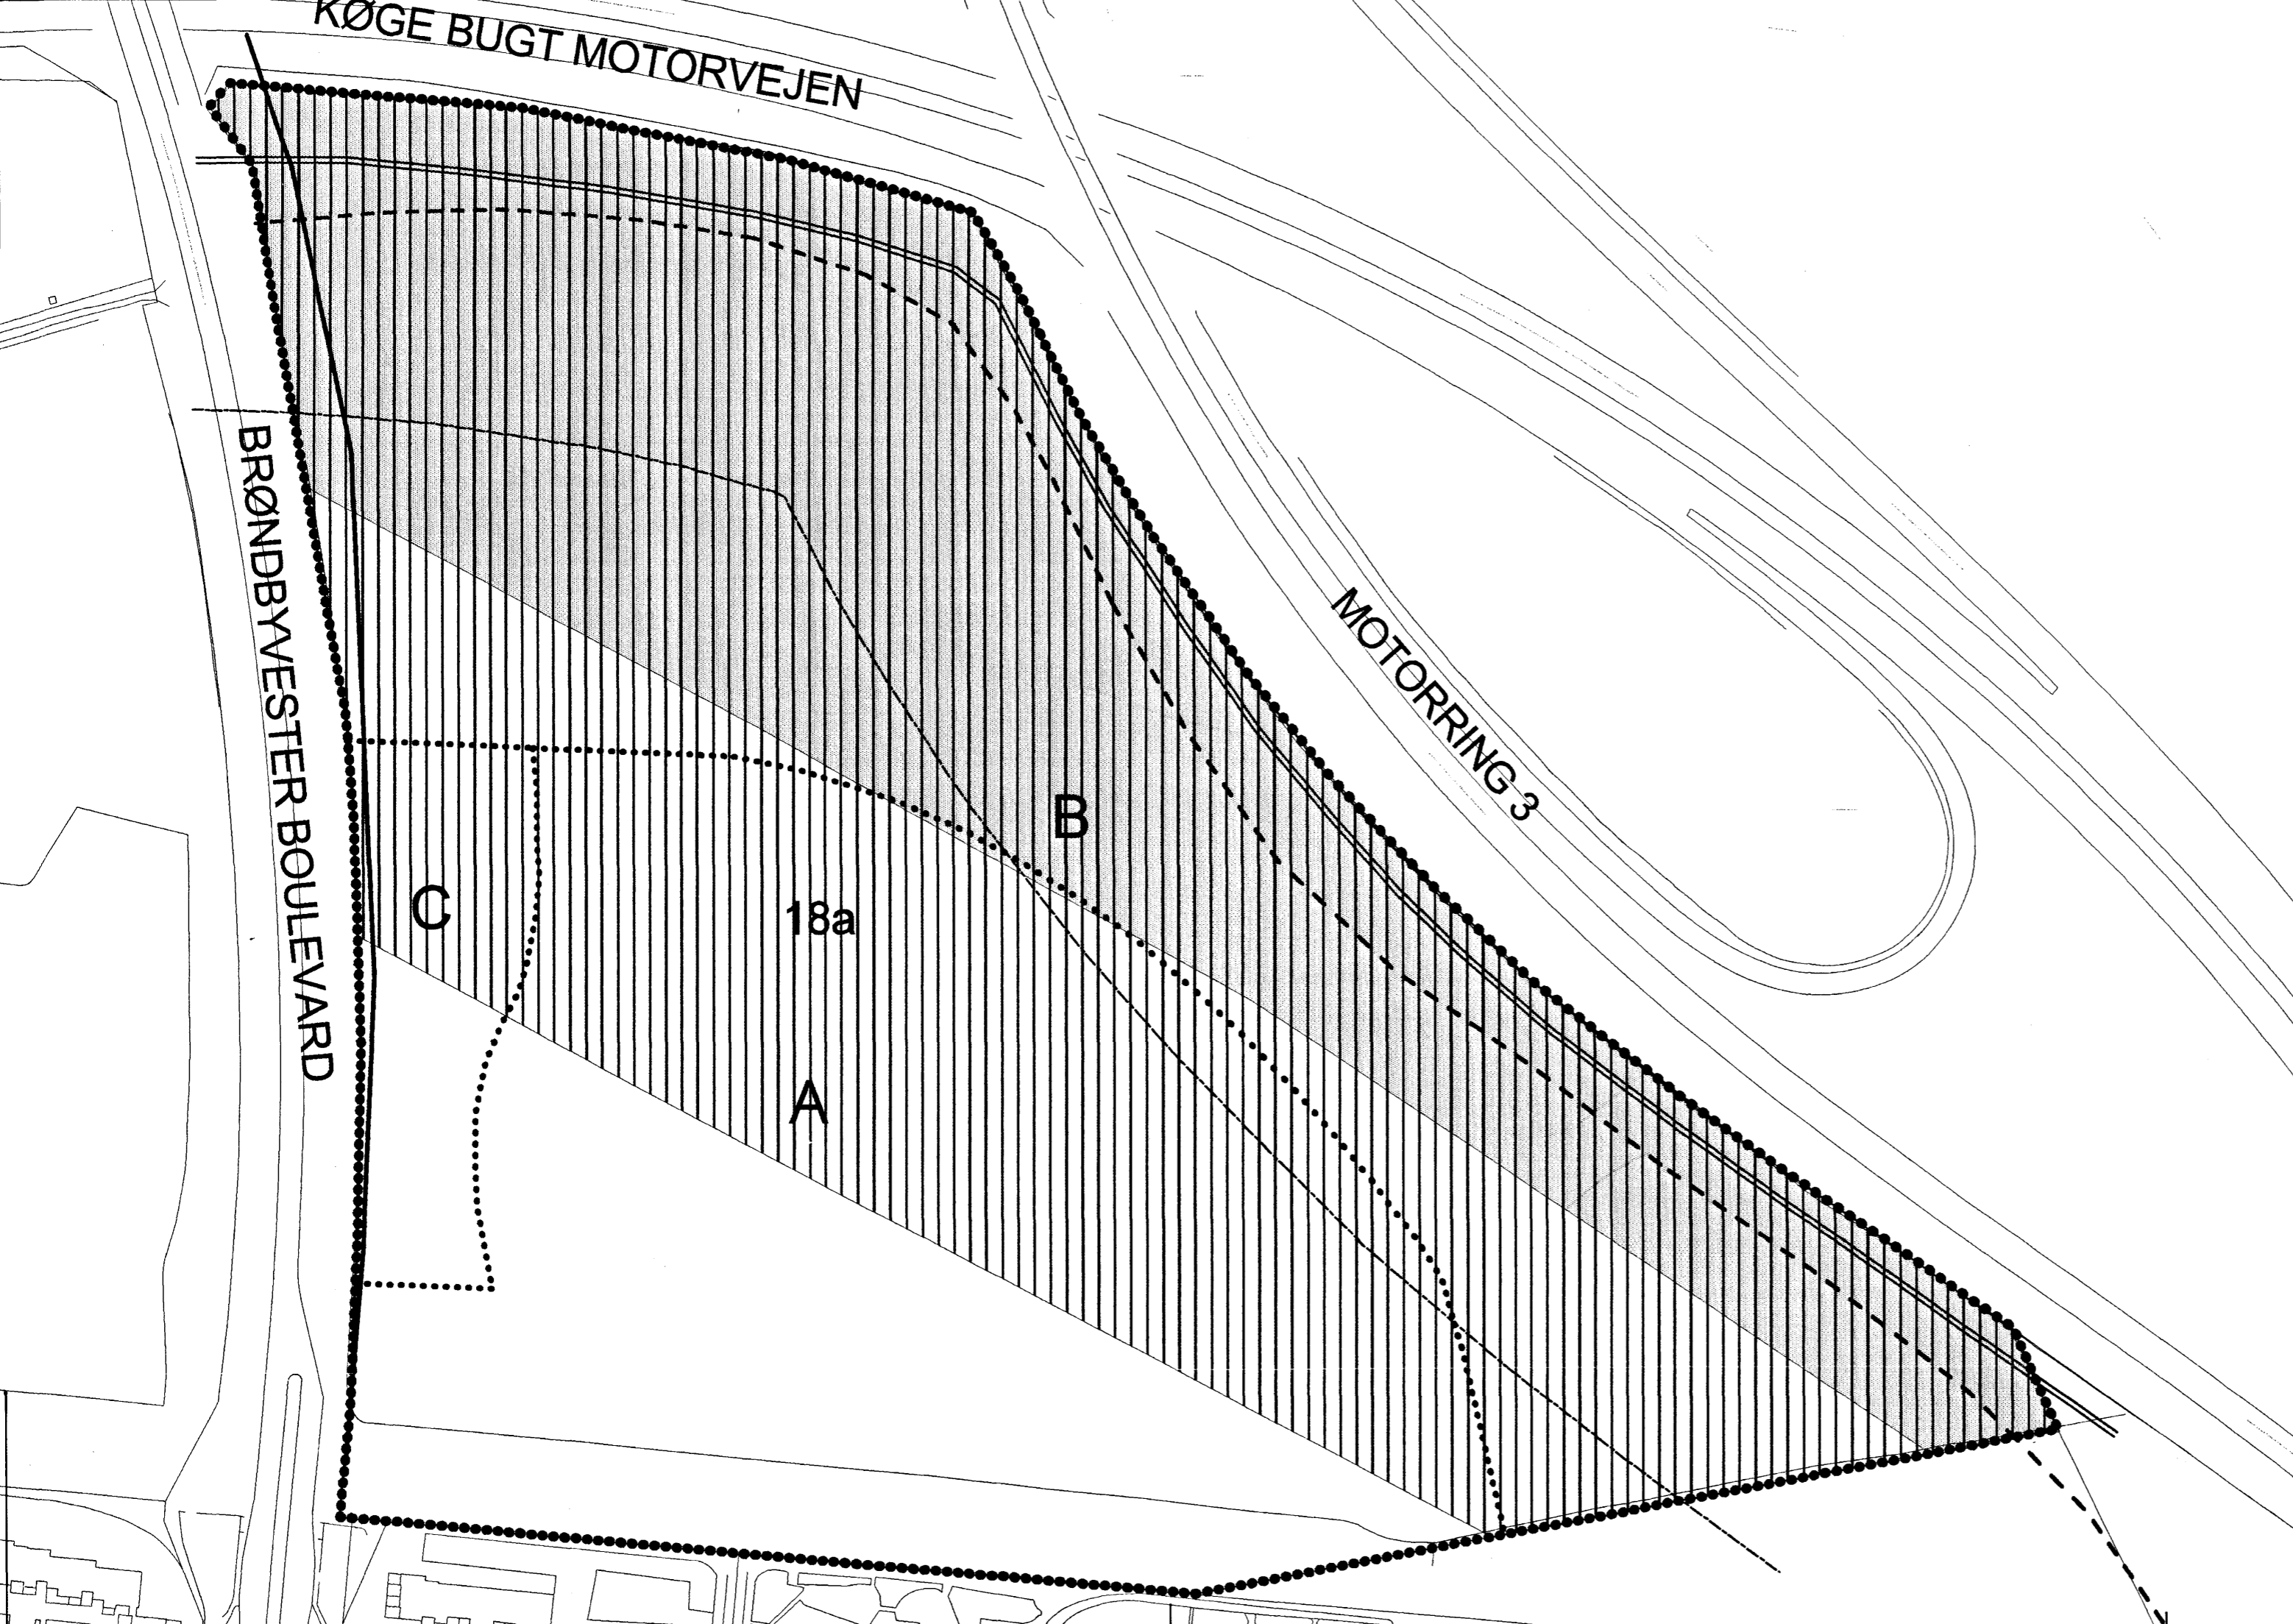 KØGE BUGT MOTORVEJEN
BRØNDBYVESTER BOULEVARD
MOTORRING 3
B
C
18a
A